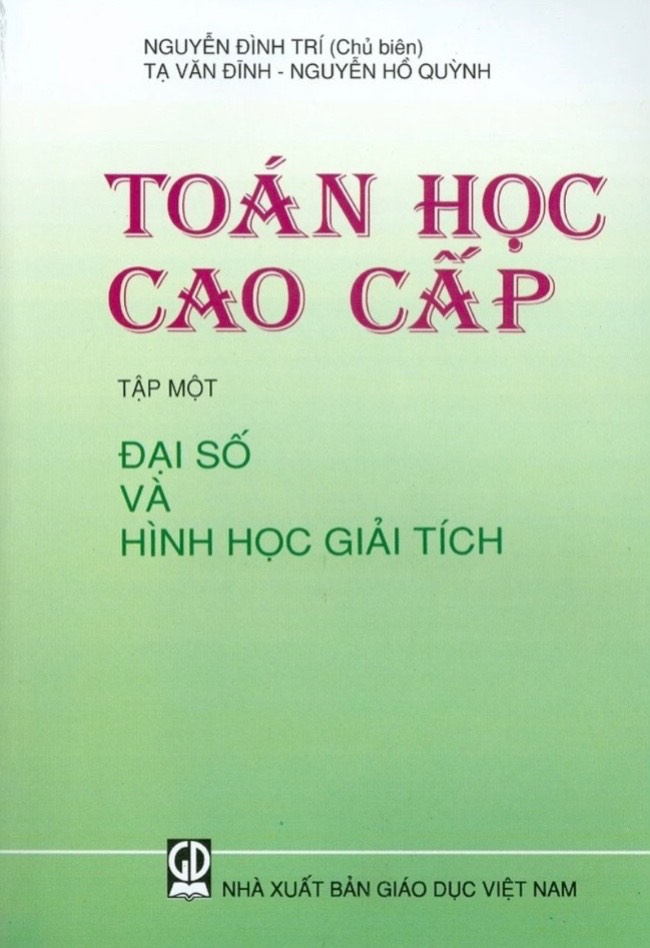 NGUYỄN ĐÌNH TRÍ (Chủ biên)
TẠ VĂN ĐĨNH - NGUYỄN HỒ QUỲNH
TOÁN HỌC
CAO CẤP
TẬP MỘT
ĐẠI SỐ
VÀ
HÌNH HỌC GIẢI TÍCH
GD
NHÀ XUẤT BẢN GIÁO DỤC VIỆT NAM